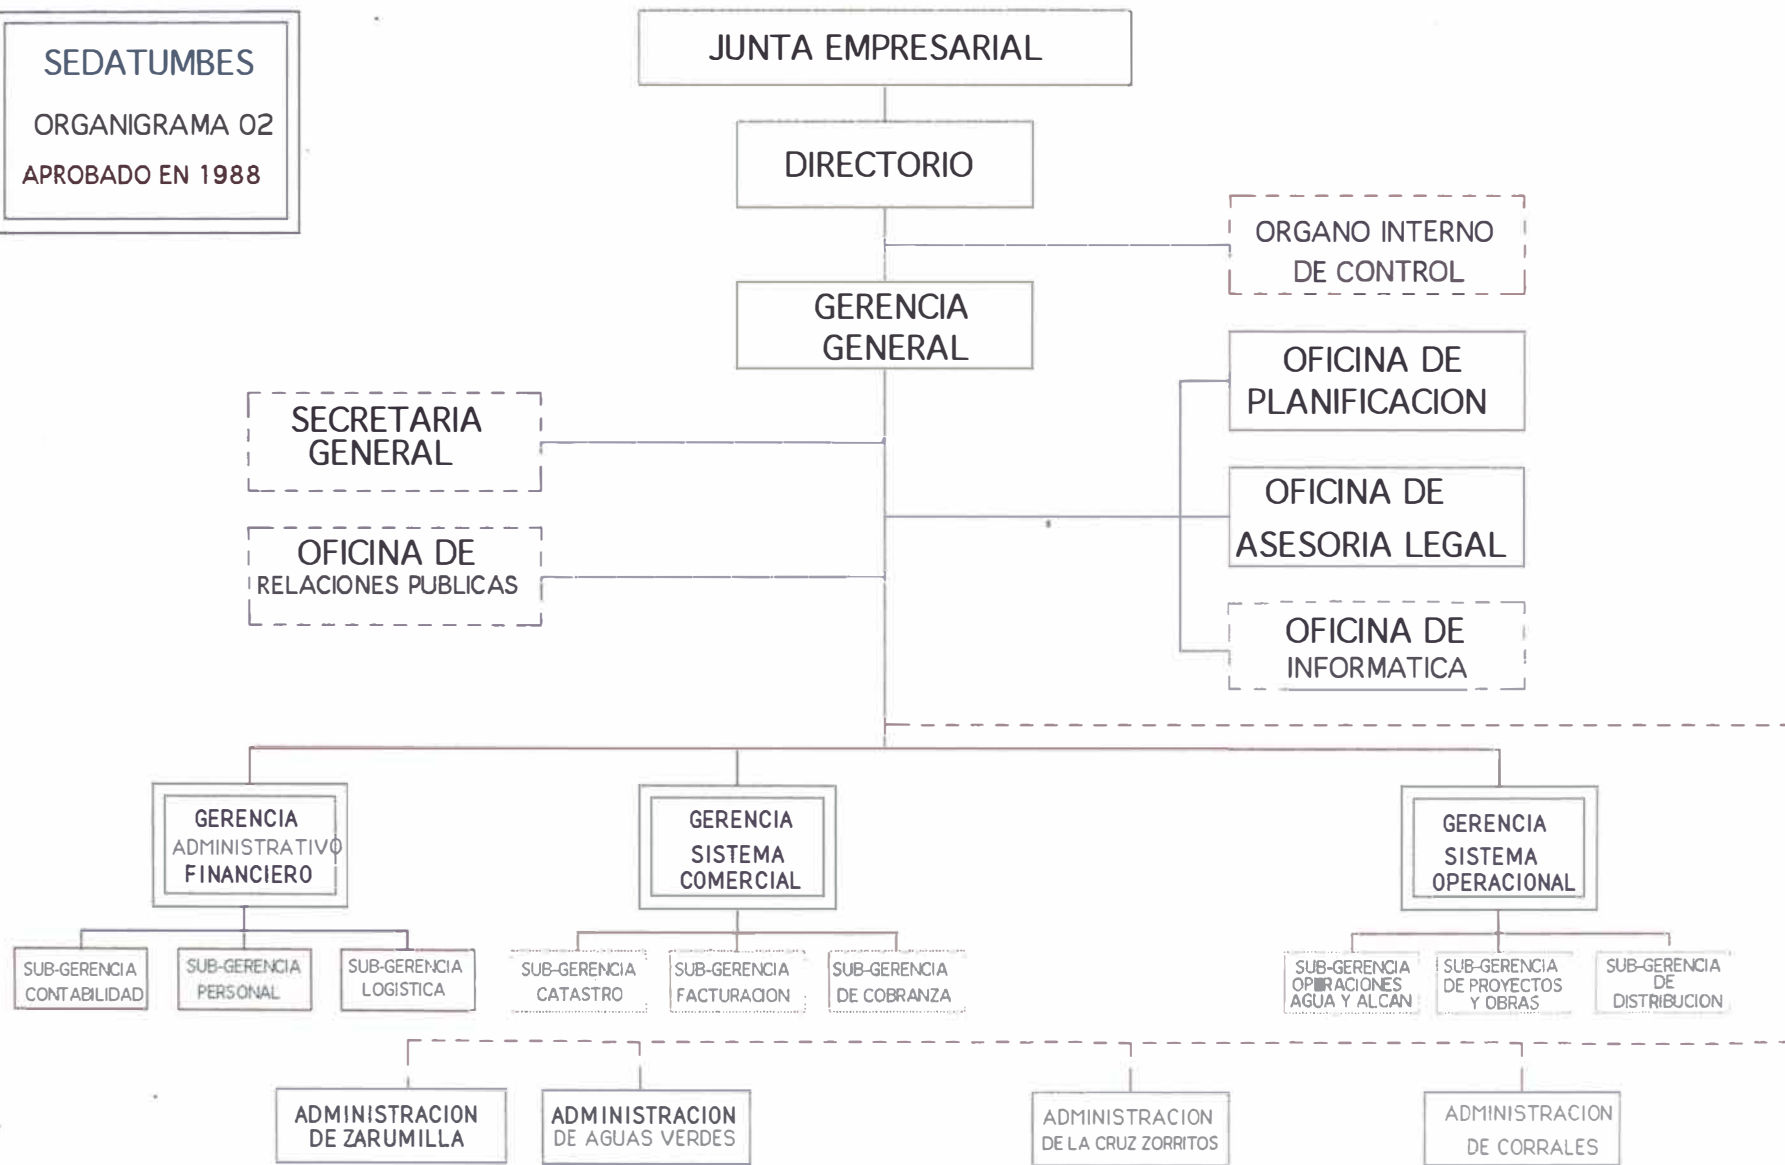 SEDATUMBES
ORGANIGRAMA 02
APROBADO EN 1988
JUNTA EMPRESARIAL
DIRECTORIO
ORGANO INTERNO
DE CONTROL
GERENCIA
GENERAL
OFICINA DE
PLANIFICACION
SECRETARIA
GENERAL
OFICINA DE
ASESORIA LEGAL
OFICINA DE
RELACIONES PUBLICAS
OFICINA DE
INFORMATICA
GERENCIA
ADMINISTRATIVO
FINANCIERO
GERENCIA
SISTEMA
COMERCIAL
GERENCIA
SISTEMA
OPERACIONAL
SUB-GERENCIA
CONTABILIDAD
SUB-GERENCIA
PERSONAL
SUB-GERENCIA
LOGISTICA
SUB-GERENCIA
CATASTRO
SUB-GERENCIA
FACTURACION
SUB-GERENCIA
DE COBRANZA
SUB-GERENCIA
OPERACIONES
AGUA Y ALCAN
SUB-GERENCIA
DE PROYECTOS
Y OBRAS
SUB-GERENCIA
DE
DISTRIBUCION
ADMINISTRACION
DE ZARUMILLA
ADMINISTRACION
DE AGUAS VERDES
ADMINISTRACION
DE LA CRUZ ZORRITOS
ADMINISTRACION
DE CORRALES